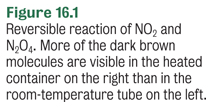 Figure 16.1
Reversible reaction of NO₂ and
N₂O₄. More of the dark brown
molecules are visible in the heated
container on the right than in the
room-temperature tube on the left.